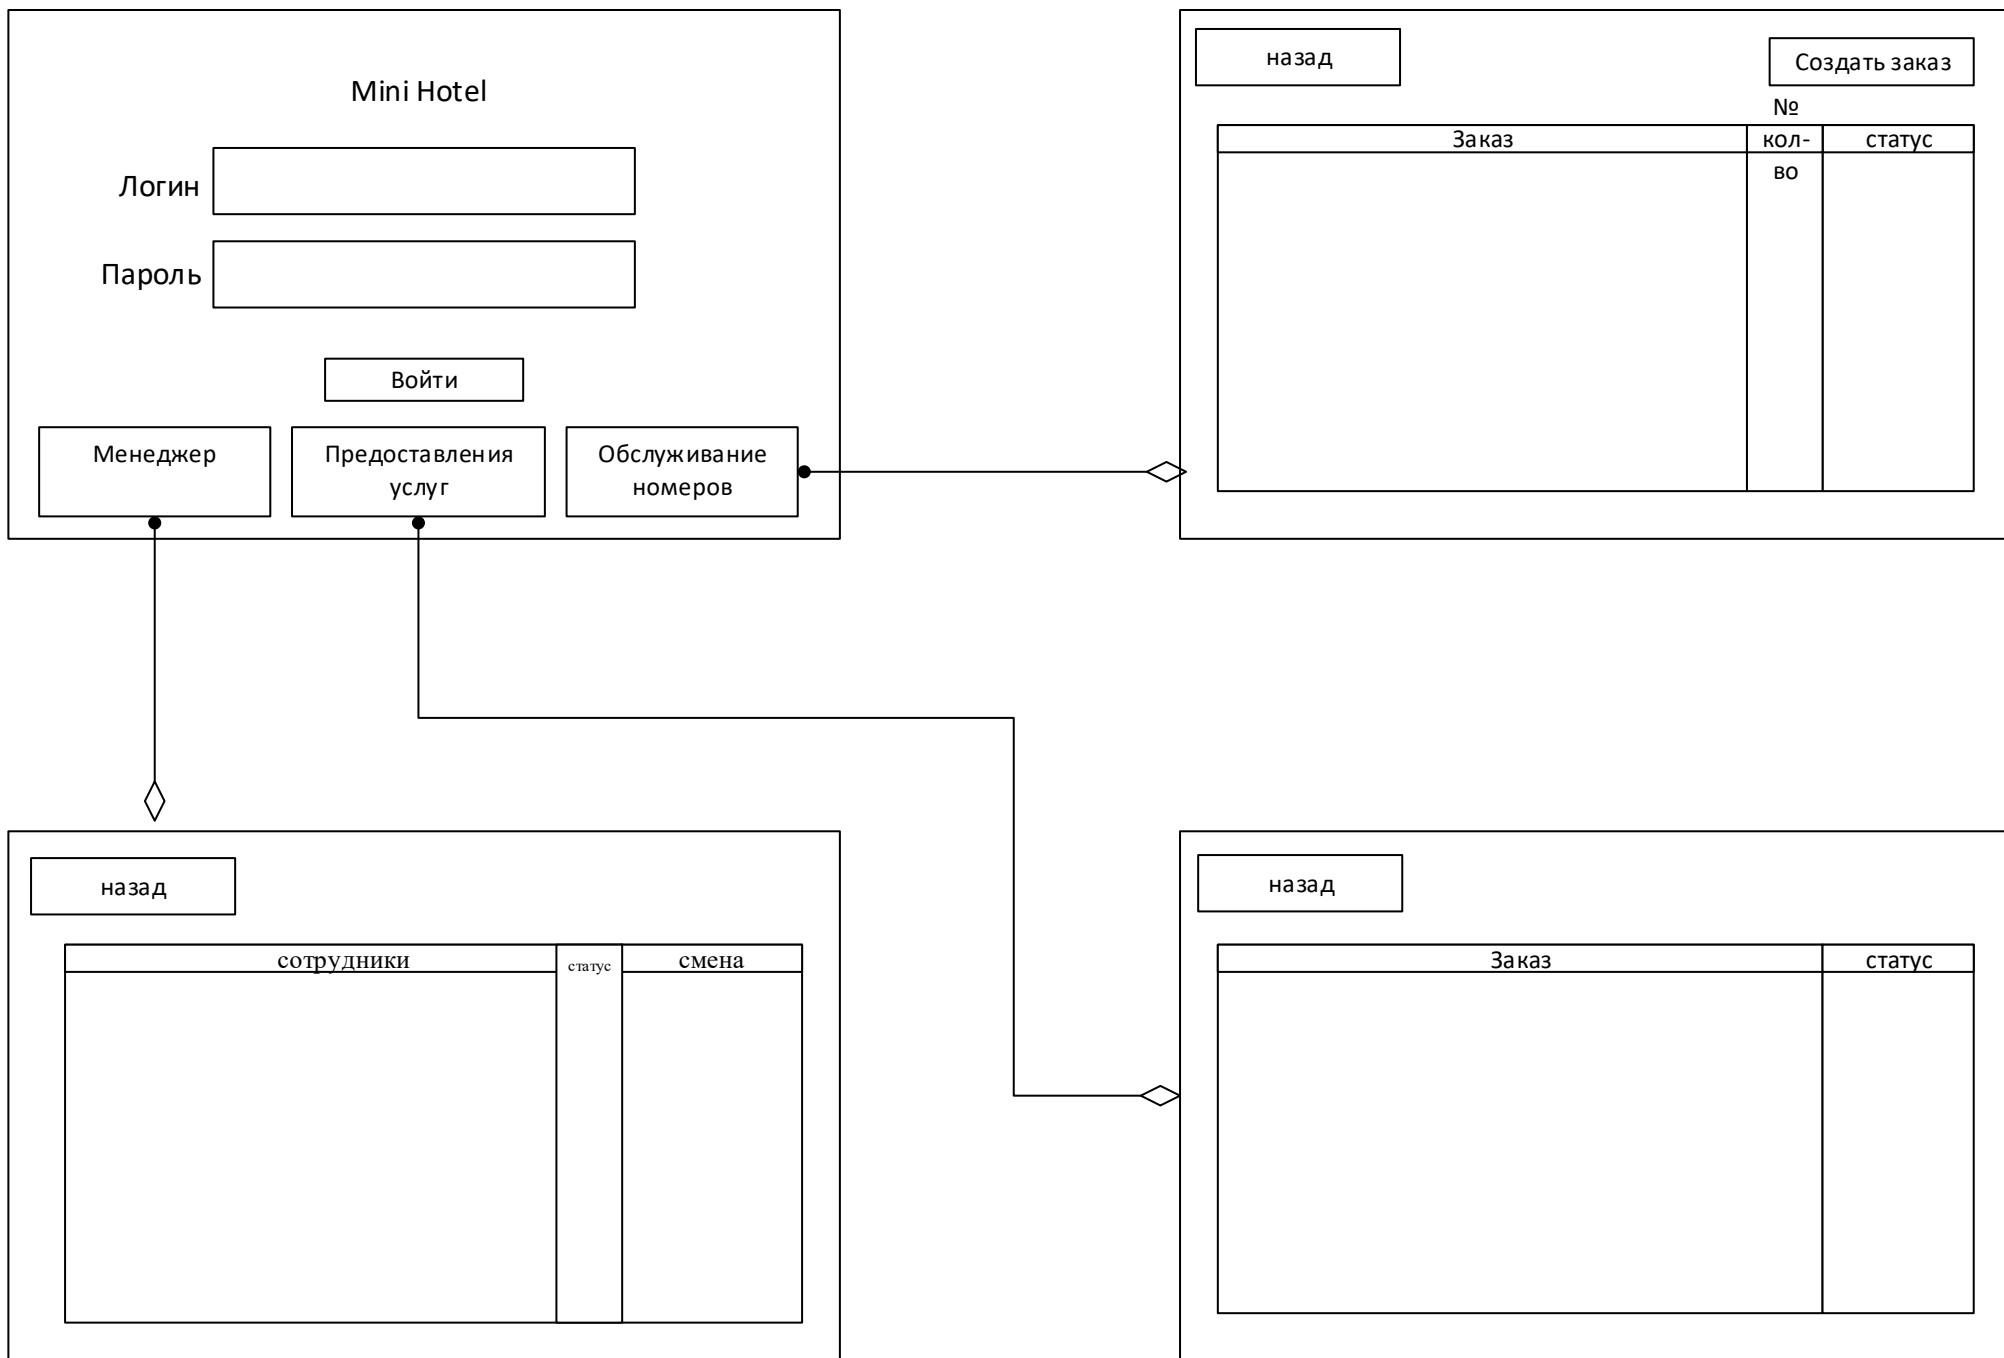 Mini Hotel
Логин
Пароль
Войти
Менеджер
Предоставления
услуг
Обслуживание
номеров
назад
Создать заказ
Заказ
№
кол-
во
статус
назад
сотрудники
статус
смена
назад
Заказ
статус